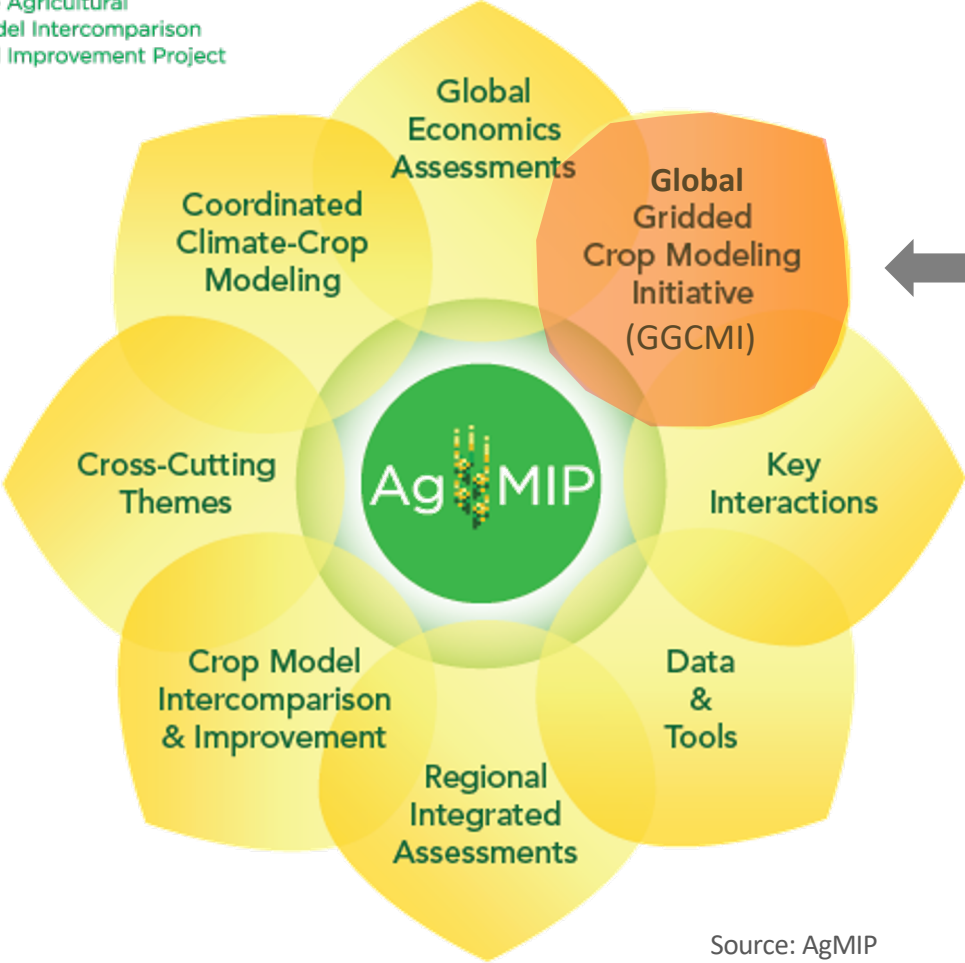 Agricultural
del Intercomparison
Improvement Project
Global
Economics
Assessments
Global
Gridded
Crop Modeling
Initiative
(GGCMI)
Coordinated
Climate-Crop
Modeling
Cross-Cutting
Themes
AgMIP
Key
Interactions
Crop Model
Intercomparison
& Improvement
Data
&
Tools
Regional
Integrated
Assessments
Source: AgMIP